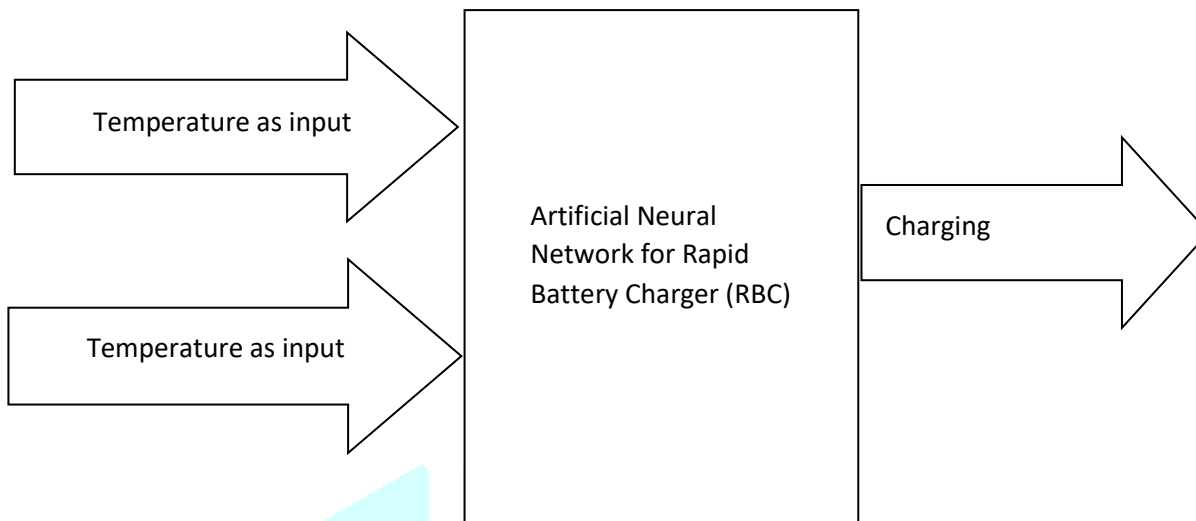 Temperature as input
Temperature as input
Artificial Neural
Network for Rapid
Battery Charger (RBC)
Charging